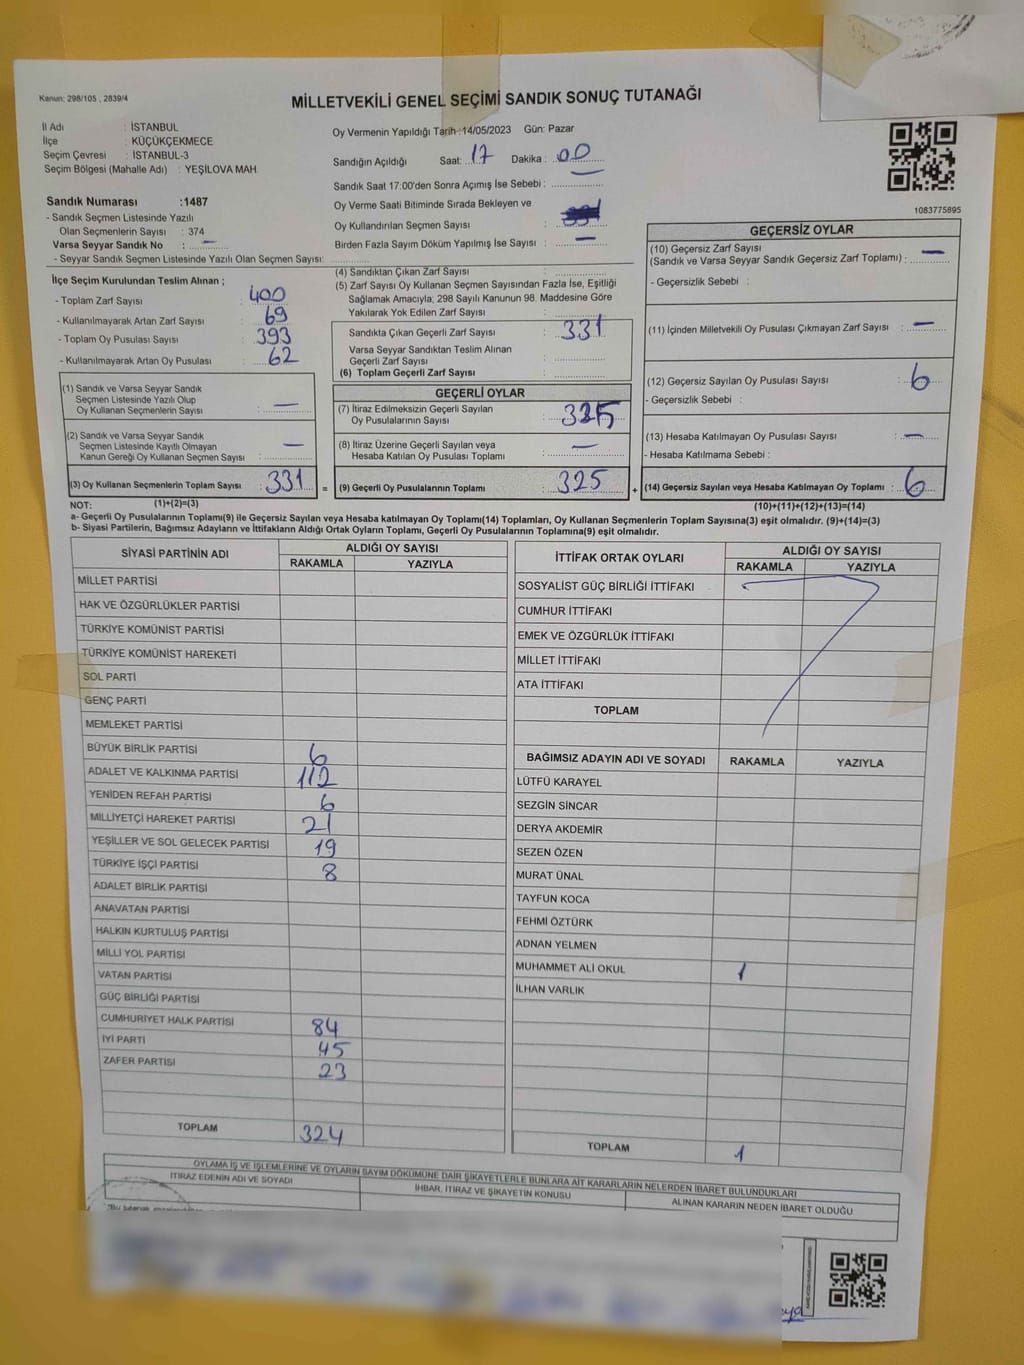 Kanun: 298/105 , 2839/4
MİLLETVEKİLİ GENEL SEÇİMİ SANDIK SONUÇ TUTANAĞI
İl Adı : İSTANBUL
İlçe : KÜÇÜKÇEKMECE
Seçim Çevresi : İSTANBUL-3
Seçim Bölgesi (Mahalle Adı) : YEŞİLOVA MAH.
Sandık Numarası :1487
- Sandık Seçmen Listesinde Yazılı
Olan Seçmenlerin Sayısı : 374
Varsa Seyyar Sandık No : —
- Seyyar Sandık Seçmen Listesinde Yazılı Olan Seçmen Sayısı:
Oy Vermenin Yapıldığı Tarih :14/05/2023 Gün: Pazar
Sandığın Açıldığı Saat: 17 Dakika : 00
Sandık Saat 17:00'den Sonra Açımış İse Sebebi :
Oy Verme Saati Bitiminde Sırada Bekleyen ve
Oy Kullandırılan Seçmen Sayısı :
Birden Fazla Sayım Döküm Yapılmış İse Sayısı : —
1083775895
İlçe Seçim Kurulundan Teslim Alınan ;
- Toplam Zarf Sayısı : 400
- Kullanılmayarak Artan Zarf Sayısı : 69
- Toplam Oy Pusulası Sayısı : 393
- Kullanılmayarak Artan Oy Pusulası : 62
(1) Sandık ve Varsa Seyyar Sandık
Seçmen Listesinde Yazılı Olup
Oy Kullanan Seçmenlerin Sayısı : —
(2) Sandık ve Varsa Seyyar Sandık
Seçmen Listesinde Kayıtlı Olmayan
Kanun Gereği Oy Kullanan Seçmen Sayısı : —
(3) Oy Kullanan Seçmenlerin Toplam Sayısı : 331
(4) Sandıktan Çıkan Zarf Sayısı :
(5) Zarf Sayısı Oy Kullanan Seçmen Sayısından Fazla İse, Eşitliği
Sağlamak Amacıyla; 298 Sayılı Kanunun 98. Maddesine Göre
Yakılarak Yok Edilen Zarf Sayısı :
Sandıkta Çıkan Geçerli Zarf Sayısı : 331
Varsa Seyyar Sandıktan Teslim Alınan
Geçerli Zarf Sayısı :
(6) Toplam Geçerli Zarf Sayısı :
GEÇERLİ OYLAR
(7) İtiraz Edilmeksizin Geçerli Sayılan
Oy Pusulalarının Sayısı : 325
(8) İtiraz Üzerine Geçerli Sayılan veya
Hesaba Katılan Oy Pusulası Toplamı : —
= (9) Geçerli Oy Pusulalarının Toplamı : 325
GEÇERSİZ OYLAR
(10) Geçersiz Zarf Sayısı
(Sandık ve Varsa Seyyar Sandık Geçersiz Zarf Toplamı) : —
- Geçersizlik Sebebi :
(11) İçinden Milletvekili Oy Pusulası Çıkmayan Zarf Sayısı : —
(12) Geçersiz Sayılan Oy Pusulası Sayısı : 6
- Geçersizlik Sebebi :
(13) Hesaba Katılmayan Oy Pusulası Sayısı : —
- Hesaba Katılmama Sebebi :
+ (14) Geçersiz Sayılan veya Hesaba Katılmayan Oy Toplamı : 6
NOT: (1)+(2)=(3)
(10)+(11)+(12)+(13)=(14)
a- Geçerli Oy Pusulalarının Toplamı(9) ile Geçersiz Sayılan veya Hesaba katılmayan Oy Toplamı(14) Toplamları, Oy Kullanan Seçmenlerin Toplam Sayısına(3) eşit olmalıdır. (9)+(14)=(3)
b- Siyasi Partilerin, Bağımsız Adayların ve İttifakların Aldığı Ortak Oyların Toplamı, Geçerli Oy Pusulalarının Toplamına(9) eşit olmalıdır.
SİYASİ PARTİNİN ADI
ALDIĞI OY SAYISI
RAKAMLA YAZIYLA
MİLLET PARTİSİ
HAK VE ÖZGÜRLÜKLER PARTİSİ
TÜRKİYE KOMÜNİST PARTİSİ
TÜRKİYE KOMÜNİST HAREKETİ
SOL PARTİ
GENÇ PARTİ
MEMLEKET PARTİSİ
BÜYÜK BİRLİK PARTİSİ 6
ADALET VE KALKINMA PARTİSİ 112
YENİDEN REFAH PARTİSİ 6
MİLLİYETÇİ HAREKET PARTİSİ 21
YEŞİLLER VE SOL GELECEK PARTİSİ 19
TÜRKİYE İŞÇİ PARTİSİ 8
ADALET BİRLİK PARTİSİ
ANAVATAN PARTİSİ
HALKIN KURTULUŞ PARTİSİ
MİLLİ YOL PARTİSİ
VATAN PARTİSİ
GÜÇ BİRLİĞİ PARTİSİ
CUMHURİYET HALK PARTİSİ 84
İYİ PARTİ 45
ZAFER PARTİSİ 23
TOPLAM 324
İTTİFAK ORTAK OYLARI
ALDIĞI OY SAYISI
RAKAMLA YAZIYLA
SOSYALİST GÜÇ BİRLİĞİ İTTİFAKI
CUMHUR İTTİFAKI
EMEK VE ÖZGÜRLÜK İTTİFAKI
MİLLET İTTİFAKI
ATA İTTİFAKI
TOPLAM
BAĞIMSIZ ADAYIN ADI VE SOYADI RAKAMLA YAZIYLA
LÜTFÜ KARAYEL
SEZGİN SİNCAR
DERYA AKDEMİR
SEZEN ÖZEN
MURAT ÜNAL
TAYFUN KOCA
FEHMİ ÖZTÜRK
ADNAN YELMEN
MUHAMMET ALİ OKUL 1
İLHAN VARLIK
TOPLAM 1
OYLAMA İŞ VE İŞLEMLERİNE VE OYLARIN SAYIM DÖKÜMÜNE DAİR ŞİKAYETLERLE BUNLARA AİT KARARLARIN NELERDEN İBARET BULUNDUKLARI
İTİRAZ EDENİN ADI VE SOYADI
İHBAR, İTİRAZ VE ŞİKAYETİN KONUSU
ALINAN KARARIN NEDEN İBARET OLDUĞU